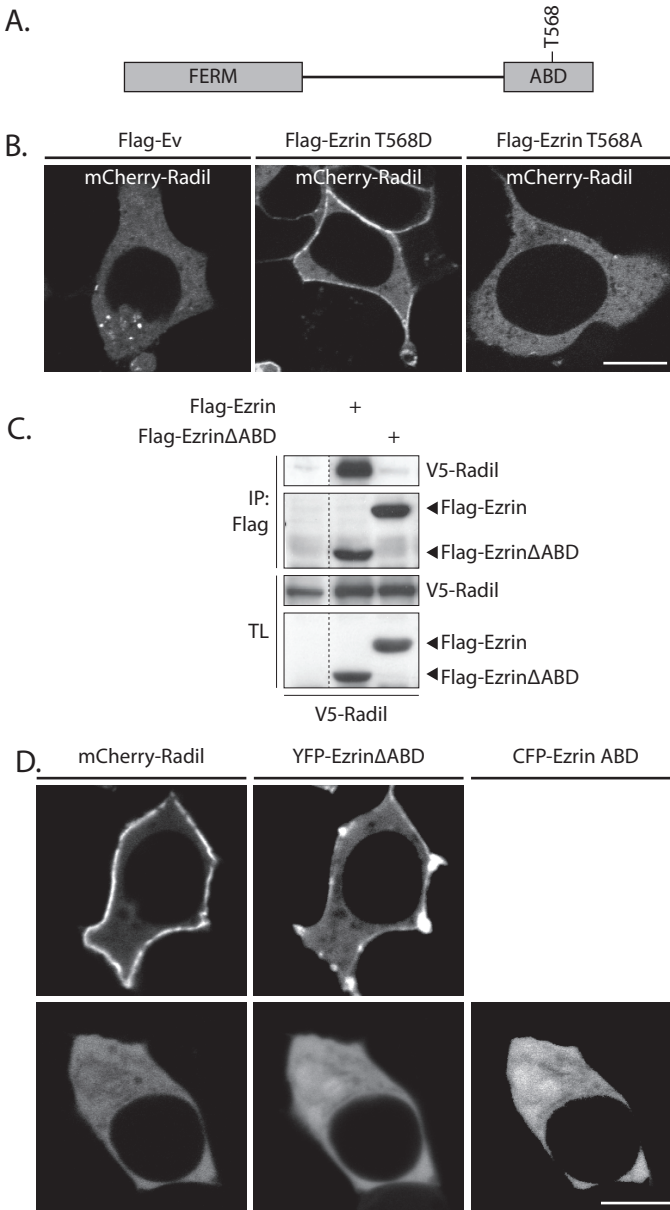 A.
FERM
ABD
T568
B.
Flag-Ev
Flag-Ezrin T568D
Flag-Ezrin T568A
mCherry-Radil
mCherry-Radil
mCherry-Radil
C.
Flag-Ezrin +
Flag-EzrinΔABD +
IP:
Flag
V5-Radil
Flag-Ezrin
Flag-EzrinΔABD
TL
V5-Radil
Flag-Ezrin
Flag-EzrinΔABD
V5-Radil
D.
mCherry-Radil
YFP-EzrinΔABD
CFP-Ezrin ABD